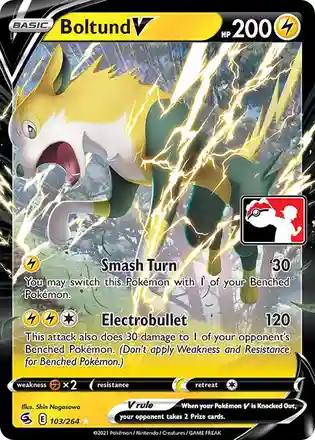 BASIC
Boltund V
HP 200
Smash Turn 30
You may switch this Pokémon with 1 of your Benched
Pokémon.
Electrobullet 120
This attack also does 30 damage to 1 of your opponent's
Benched Pokémon. (Don't apply Weakness and Resistance
for Benched Pokémon.)
weakness ×2 resistance retreat
Illus. Shin Nagasawa
F E 103/264
V rule
When your Pokémon V is Knocked Out,
your opponent takes 2 Prize cards.
©2021 Pokémon / Nintendo / Creatures / GAME FREAK